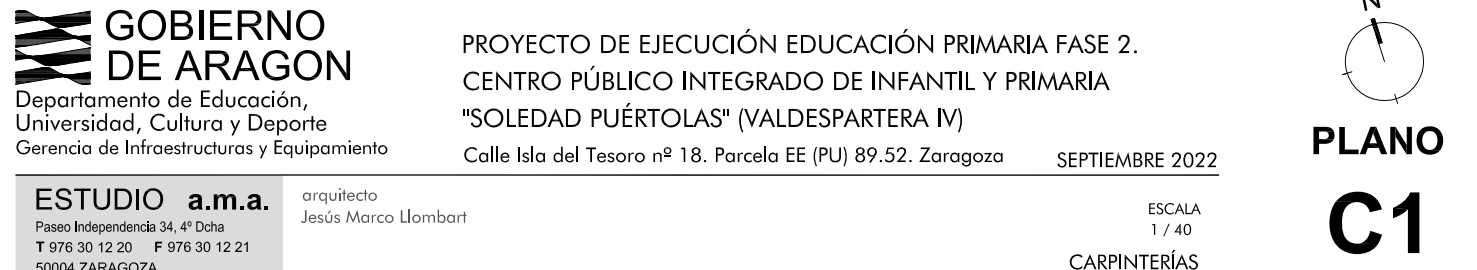 GOBIERNO
DE ARAGON
Departamento de Educación,
Universidad, Cultura y Deporte
Gerencia de Infraestructuras y Equipamiento
PROYECTO DE EJECUCIÓN EDUCACIÓN PRIMARIA FASE 2.
CENTRO PÚBLICO INTEGRADO DE INFANTIL Y PRIMARIA
"SOLEDAD PUÉRTOLAS" (VALDESPARTERA IV)
Calle Isla del Tesoro nº 18. Parcela EE (PU) 89.52. Zaragoza
SEPTIEMBRE 2022
N
PLANO
C1
ESTUDIO a.m.a.
Paseo Independencia 34, 4º Dcha
T 976 30 12 20 F 976 30 12 21
50004 ZARAGOZA
arquitecto
Jesús Marco Llombart
ESCALA
1 / 40
CARPINTERÍAS